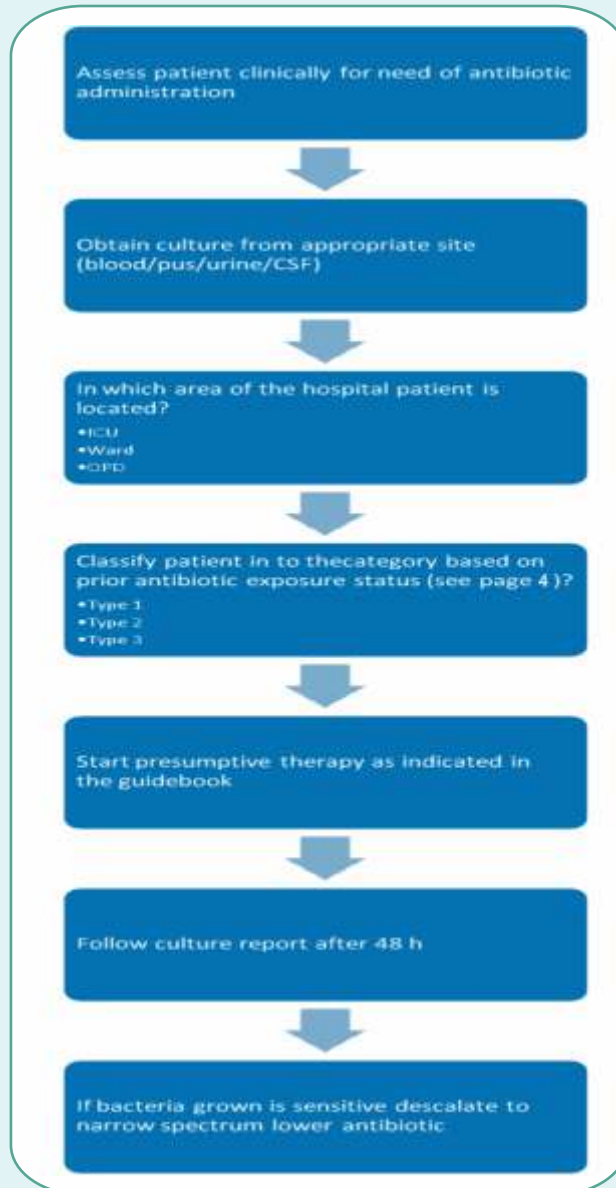 Assess patient clinically for need of antibiotic
administration
Obtain culture from appropriate site
(blood/pus/urine/CSF)
In which area of the hospital patient is
located?
•ICU
•Ward
•OPD
Classify patient in to thecategory based on
prior antibiotic exposure status (see page 4 )?
•Type 1
•Type 2
•Type 3
Start presumptive therapy as indicated in
the guidebook
Follow culture report after 48 h
If bacteria grown is sensitive descalate to
narrow spectrum lower antibiotic